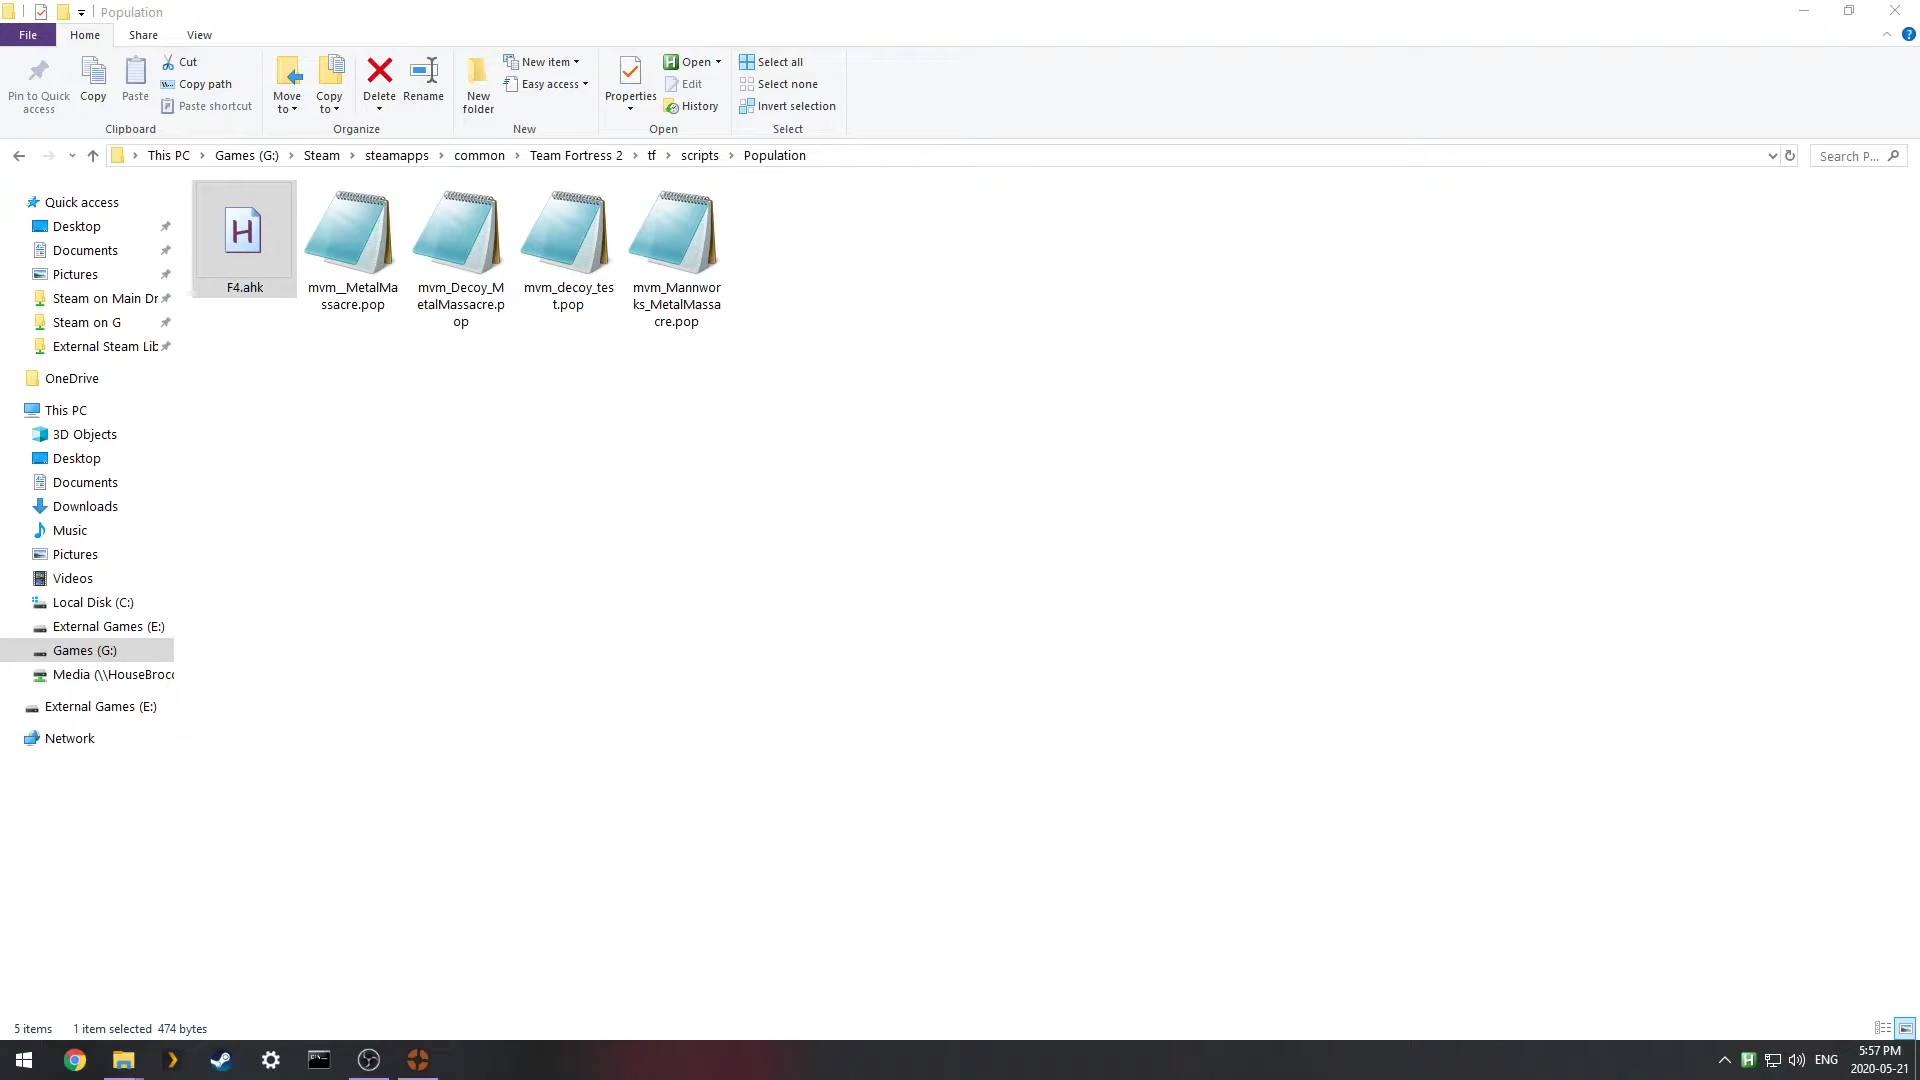 Population
File
Home
Share
View
Pin to Quick
access
Copy
Paste
Cut
Copy path
Paste shortcut
Clipboard
Move
to
Copy
to
Delete
Rename
Organize
New
folder
New item
Easy access
New
Properties
Open
Edit
History
Open
Select all
Select none
Invert selection
Select
This PC
Games (G:)
Steam
steamapps
common
Team Fortress 2
tf
scripts
Population
Search P...
Quick access
Desktop
Documents
Pictures
Steam on Main Dr
Steam on G
External Steam Lib
OneDrive
This PC
3D Objects
Desktop
Documents
Downloads
Music
Pictures
Videos
Local Disk (C:)
External Games (E:)
Games (G:)
Media (\\HouseBrocc
External Games (E:)
Network
H
F4.ahk
mvm__MetalMa
ssacre.pop
mvm_Decoy_M
etalMassacre.p
op
mvm_decoy_tes
t.pop
mvm_Mannwor
ks_MetalMassa
cre.pop
5 items
1 item selected 474 bytes
H
ENG
5:57 PM
2020-05-21